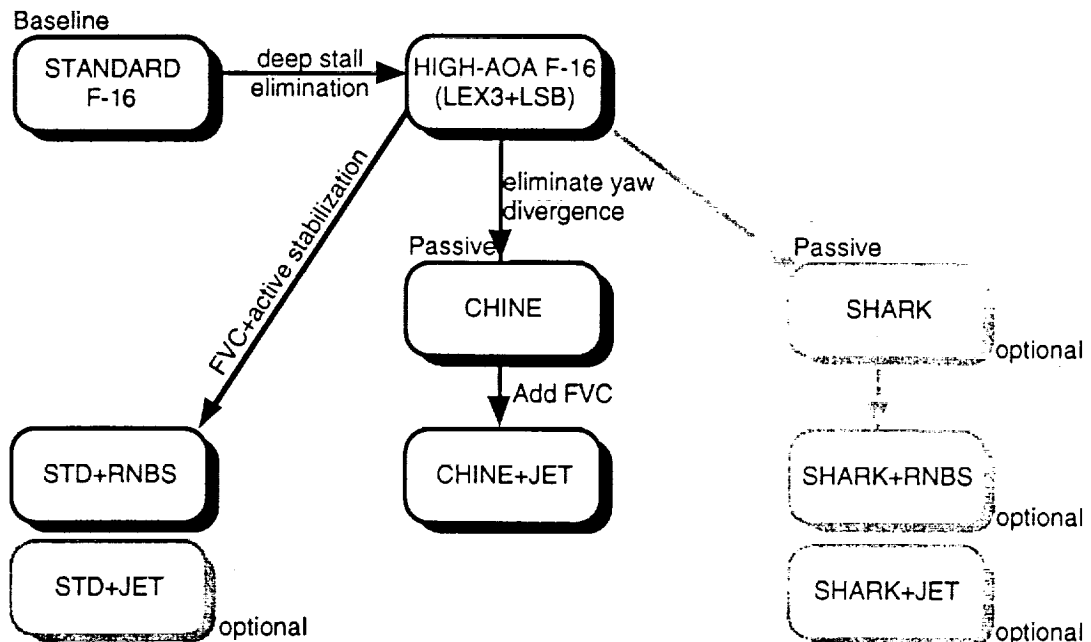 Baseline
STANDARD
F-16
deep stall
elimination
HIGH-AOA F-16
(LEX3+LSB)
FVC+active stabilization
eliminate yaw
divergence
Passive
CHINE
Passive
SHARK
optional
Add FVC
STD+RNBS
CHINE+JET
SHARK+RNBS
optional
STD+JET
optional
SHARK+JET
optional